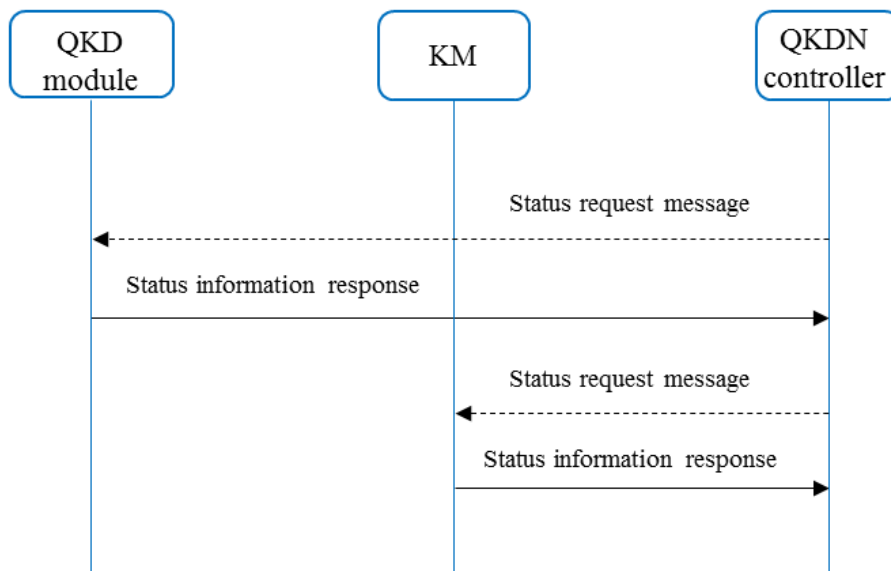 QKD
module
KM
QKDN
controller
Status request message
Status information response
Status request message
Status information response